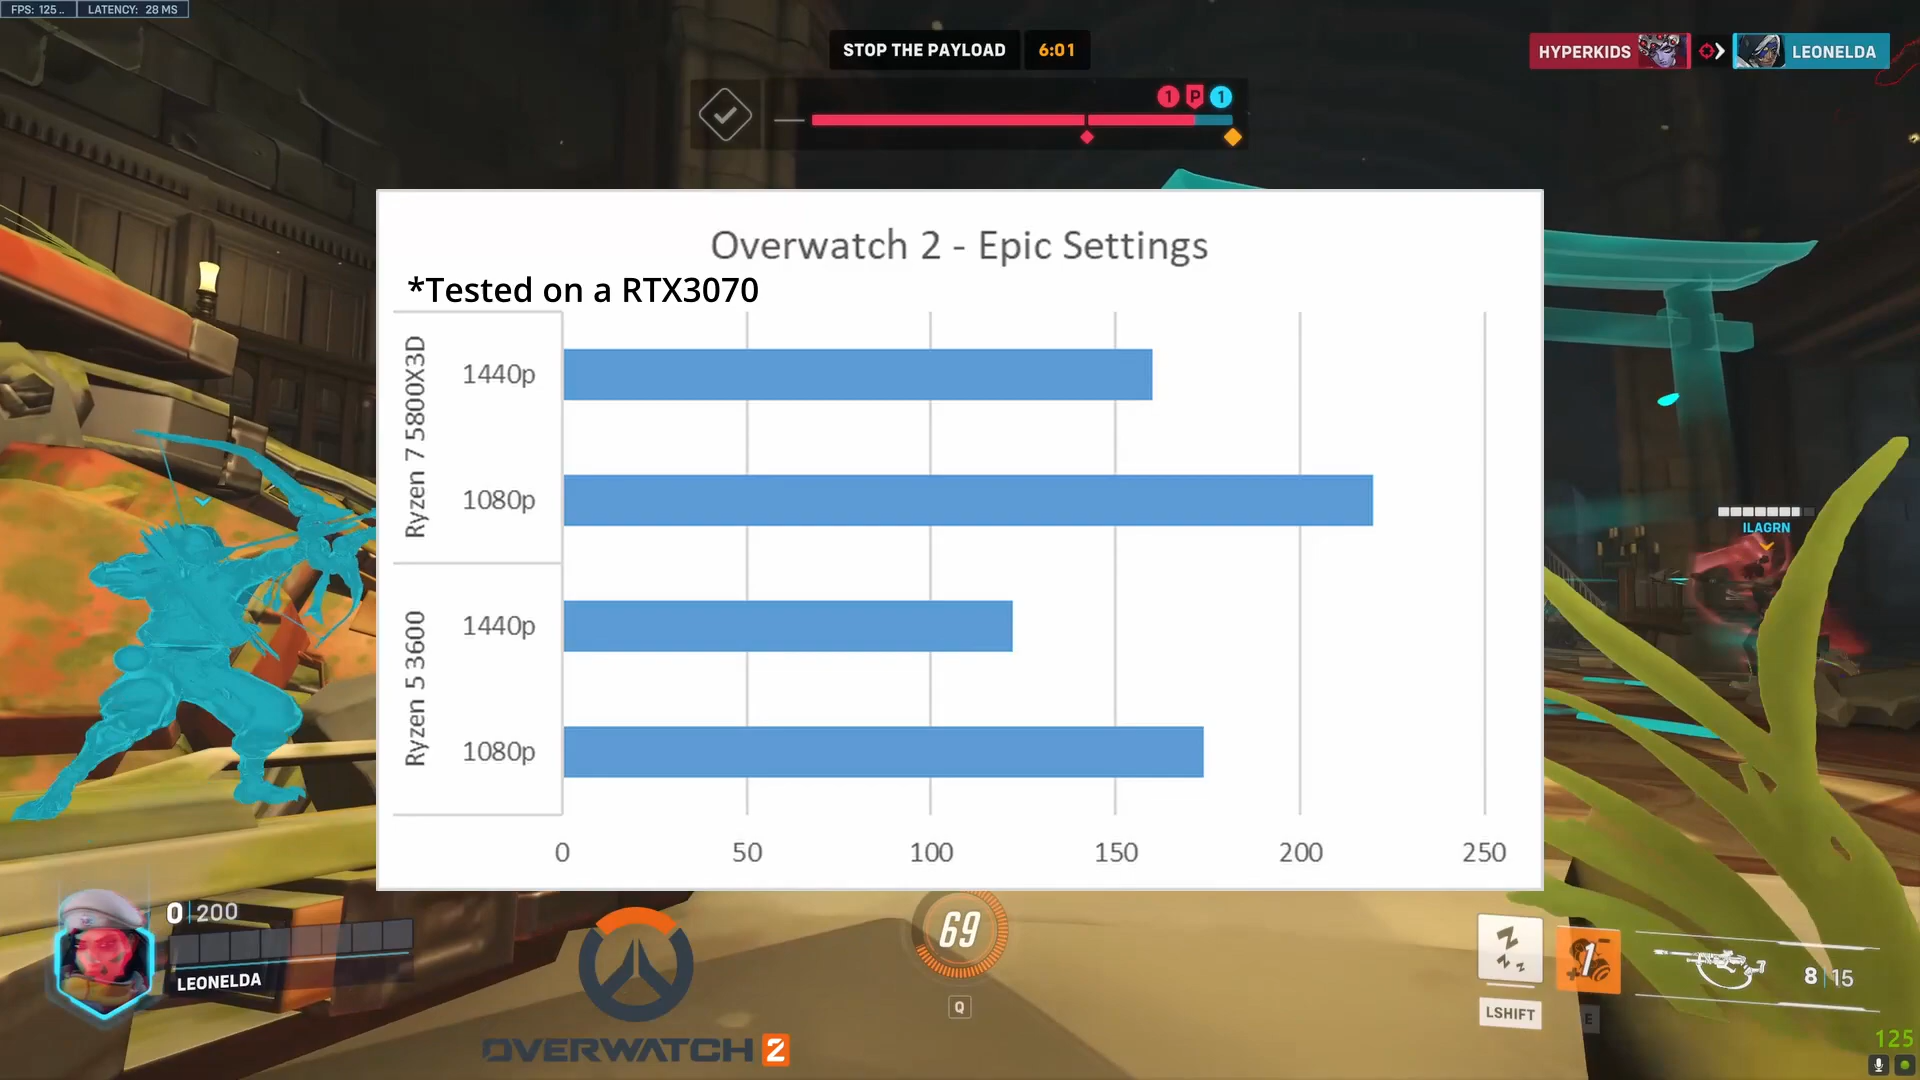 FPS: 125..
LATENCY: 28 MS
STOP THE PAYLOAD
6:01
HYPERKIDS
LEONELDA
1 P 1
Overwatch 2 - Epic Settings
*Tested on a RTX3070
Ryzen 7 5800X3D
1440p
1080p
Ryzen 5 3600
1440p
1080p
0 50 100 150 200 250
ILAGRN
0 200
LEONELDA
69
Q
Z Z Z
LSHIFT
1
E
8 15
OVERWATCH 2
125